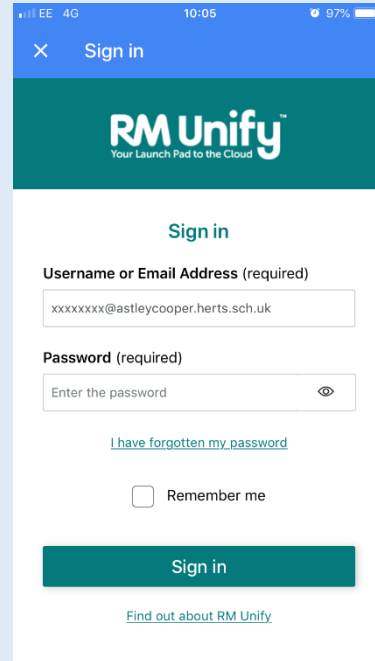 EE 4G 10:05 97%
× Sign in
RM Unify™
Your Launch Pad to the Cloud
Sign in
Username or Email Address (required)
xxxxxxxx@astleycooper.herts.sch.uk
Password (required)
Enter the password
I have forgotten my password
Remember me
Sign in
Find out about RM Unify